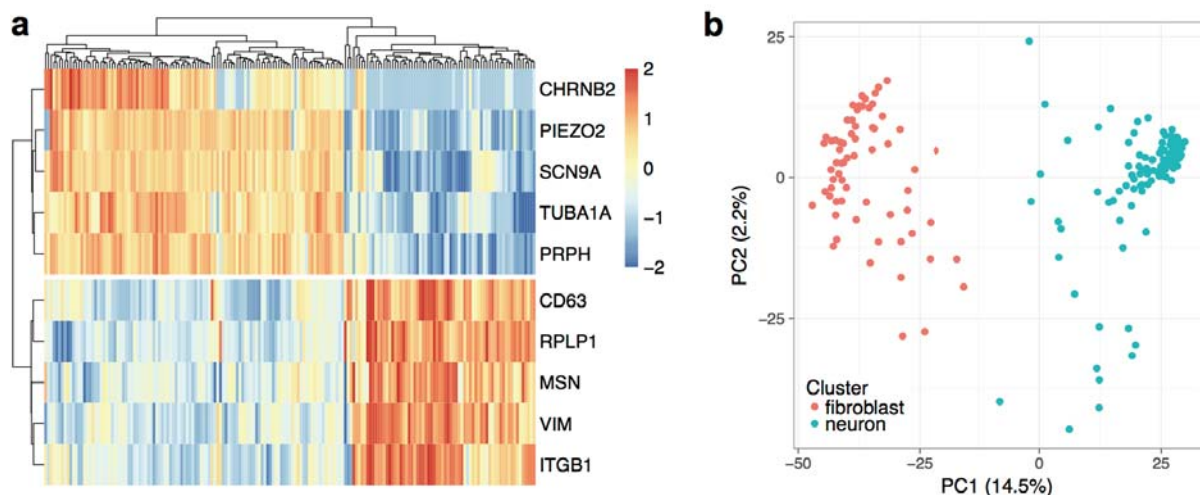 a
2
1
0
−1
−2
CHRNB2
PIEZO2
SCN9A
TUBA1A
PRPH
CD63
RPLP1
MSN
VIM
ITGB1
b
25
0
−25
PC2 (2.2%)
Cluster
fibroblast
neuron
−50
−25
0
25
PC1 (14.5%)